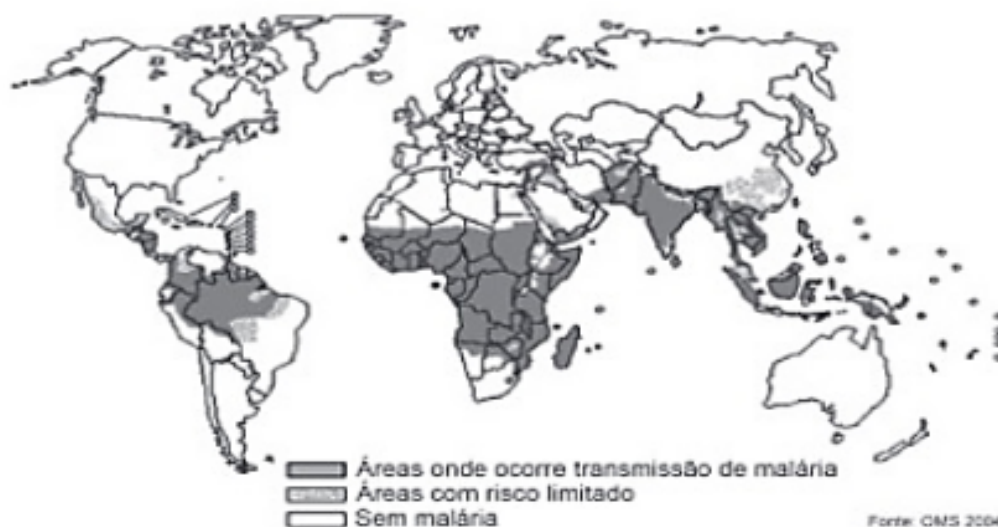 Áreas onde ocorre transmissão de malária
Áreas com risco limitado
Sem malária
Fonte: OMS 2004